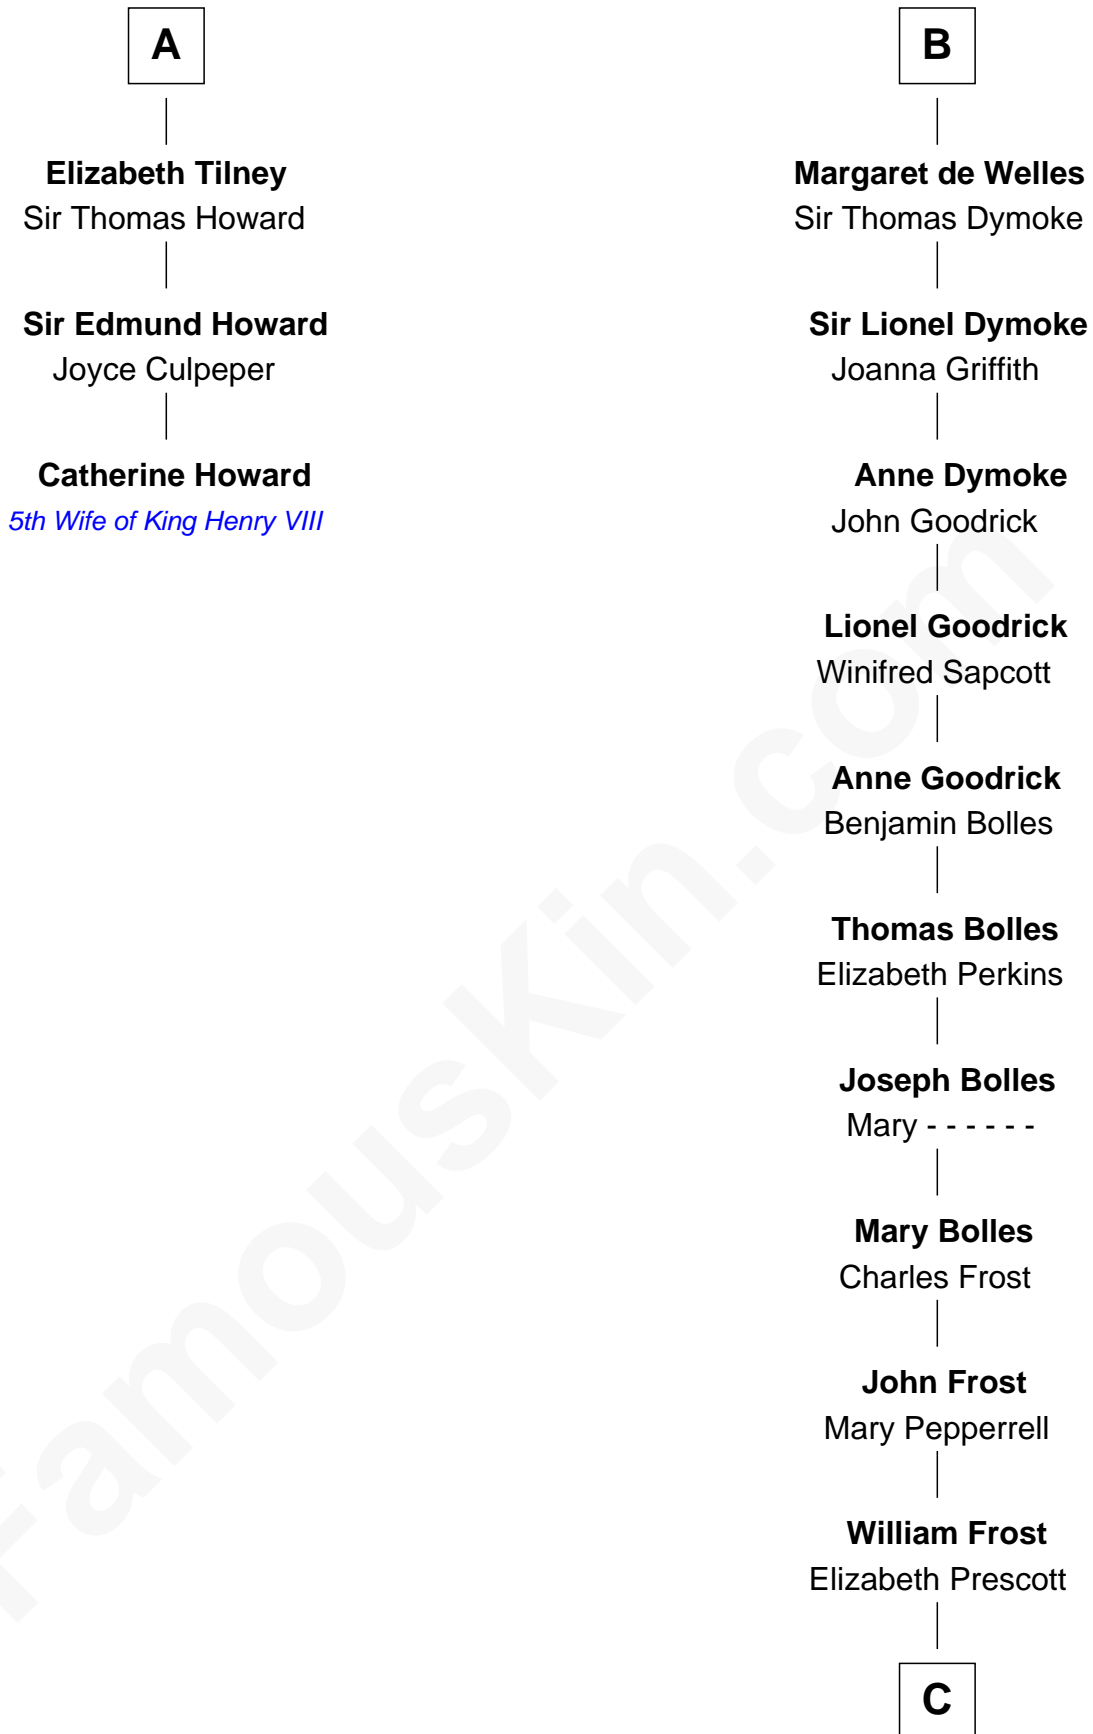 A
Elizabeth Tilney
Sir Thomas Howard
Sir Edmund Howard
Joyce Culpeper
Catherine Howard
5th Wife of King Henry VIII
B
Margaret de Welles
Sir Thomas Dymoke
Sir Lionel Dymoke
Joanna Griffith
Anne Dymoke
John Goodrick
Lionel Goodrick
Winifred Sapcott
Anne Goodrick
Benjamin Bolles
Thomas Bolles
Elizabeth Perkins
Joseph Bolles
Mary - - - - - -
Mary Bolles
Charles Frost
John Frost
Mary Pepperrell
William Frost
Elizabeth Prescott
C
FamousKin.com